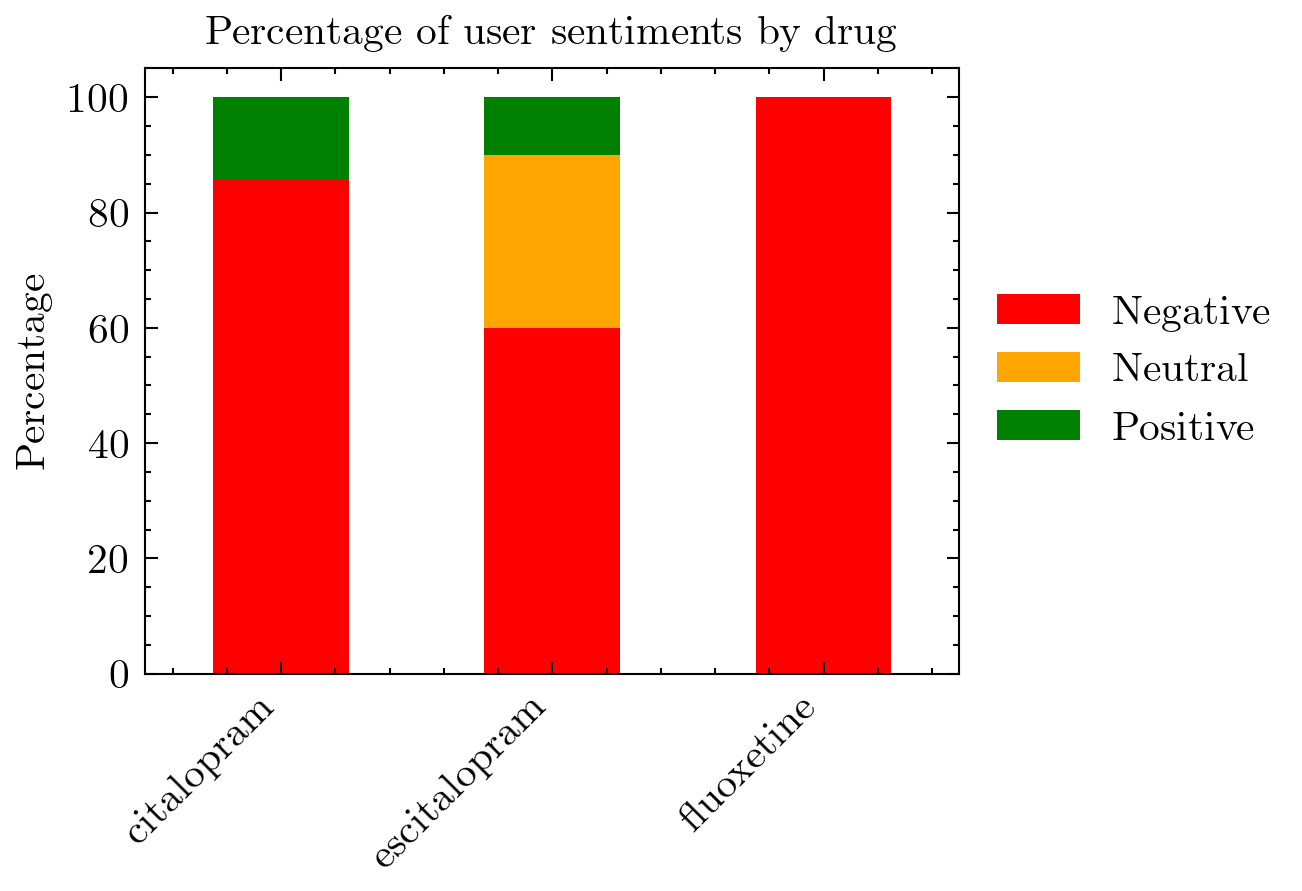 Percentage of user sentiments by drug
Percentage
100
80
60
40
20
0
citalopram
escitalopram
fluoxetine
Negative
Neutral
Positive